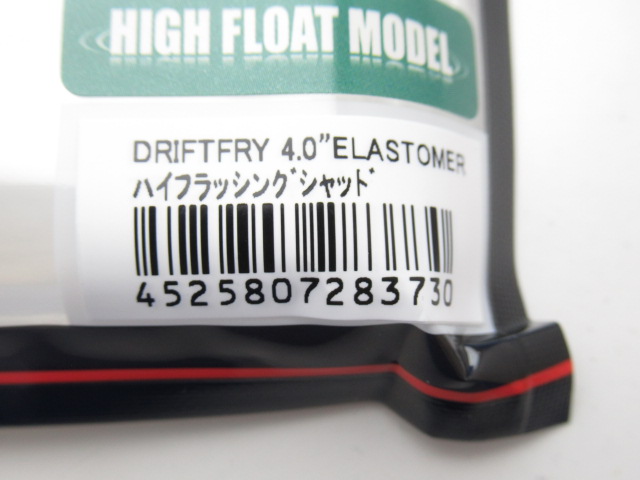 HIGH FLOAT MODEL
DRIFTFRY 4.0"ELASTOMER
ハイフラッシングシャッド
4525807283730